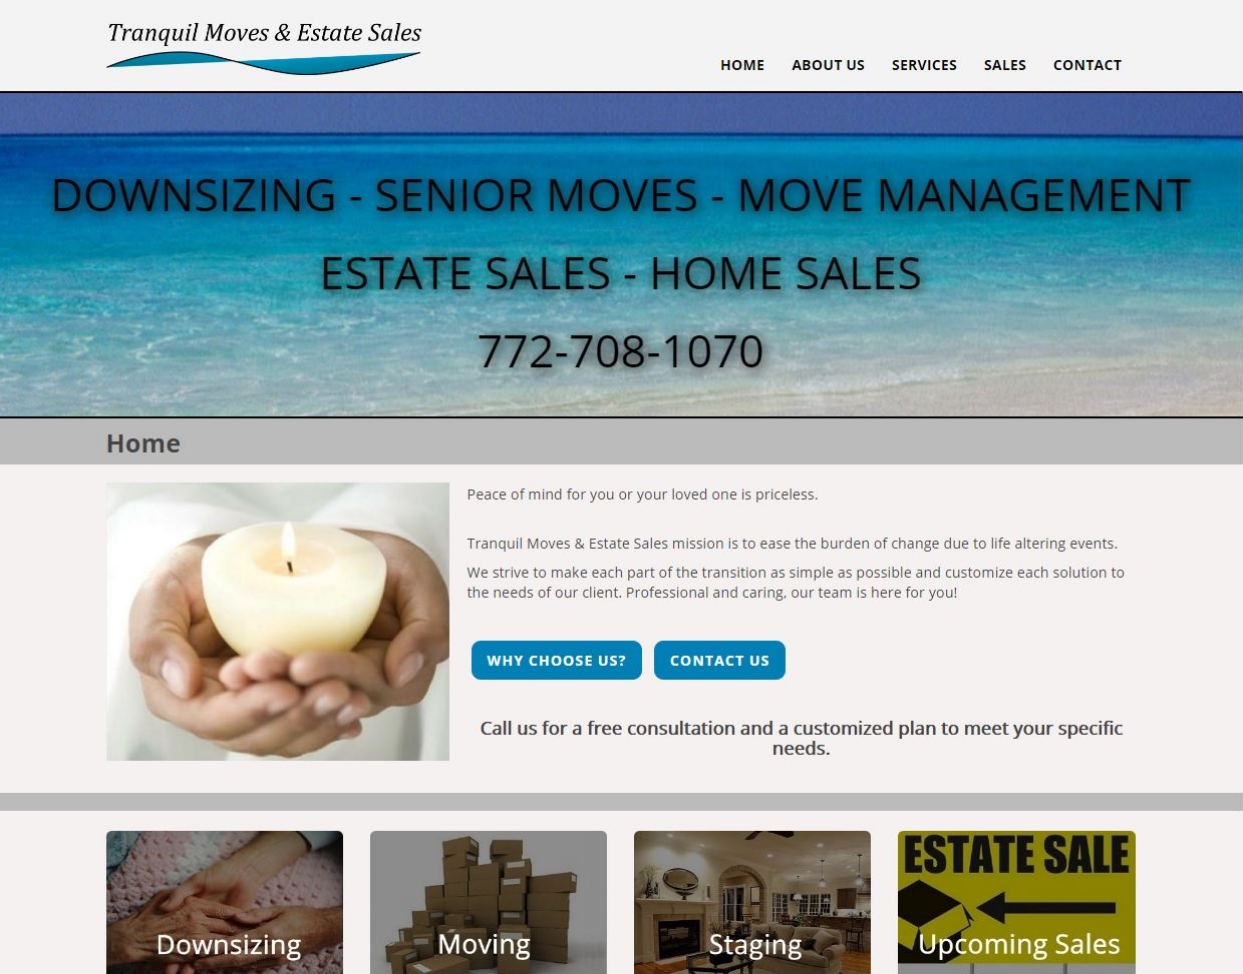 Tranquil Moves & Estate Sales
HOME ABOUT US SERVICES SALES CONTACT
DOWNSIZING - SENIOR MOVES - MOVE MANAGEMENT
ESTATE SALES - HOME SALES
772-708-1070
Home
Peace of mind for you or your loved one is priceless.
Tranquil Moves & Estate Sales mission is to ease the burden of change due to life altering events.
We strive to make each part of the transition as simple as possible and customize each solution to
the needs of our client. Professional and caring, our team is here for you!
WHY CHOOSE US? CONTACT US
Call us for a free consultation and a customized plan to meet your specific
needs.
ESTATE SALE
Downsizing Moving Staging Upcoming Sales